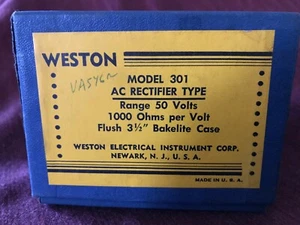 WESTON
MODEL 301
AC RECTIFIER TYPE
Range 50 Volts
1000 Ohms per Volt
Flush 3½" Bakelite Case
WESTON ELECTRICAL INSTRUMENT CORP.
NEWARK, N. J., U. S. A.
MADE IN U. S. A.